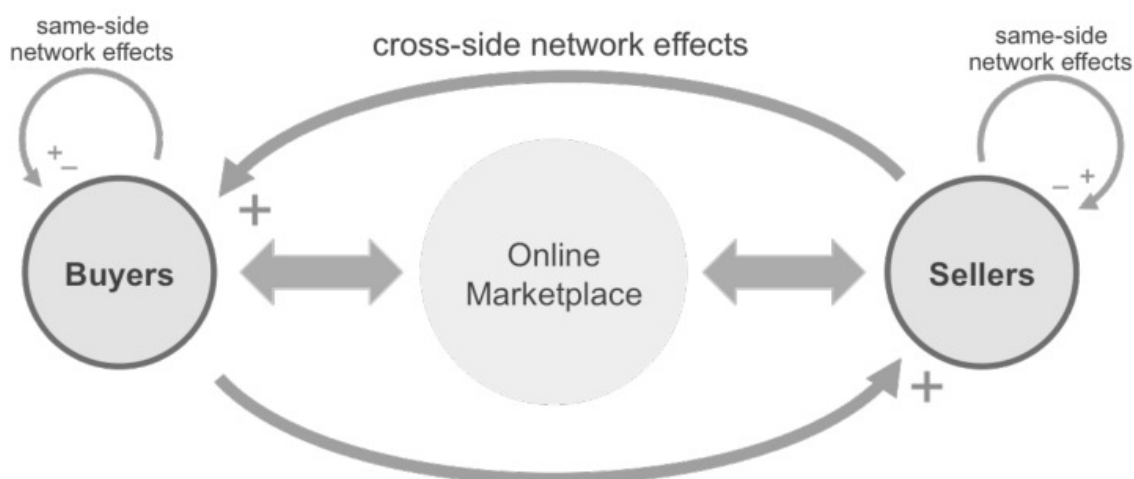 same-side
network effects
cross-side network effects
same-side
network effects
+
–
– +
+
Buyers
Online
Marketplace
Sellers
+